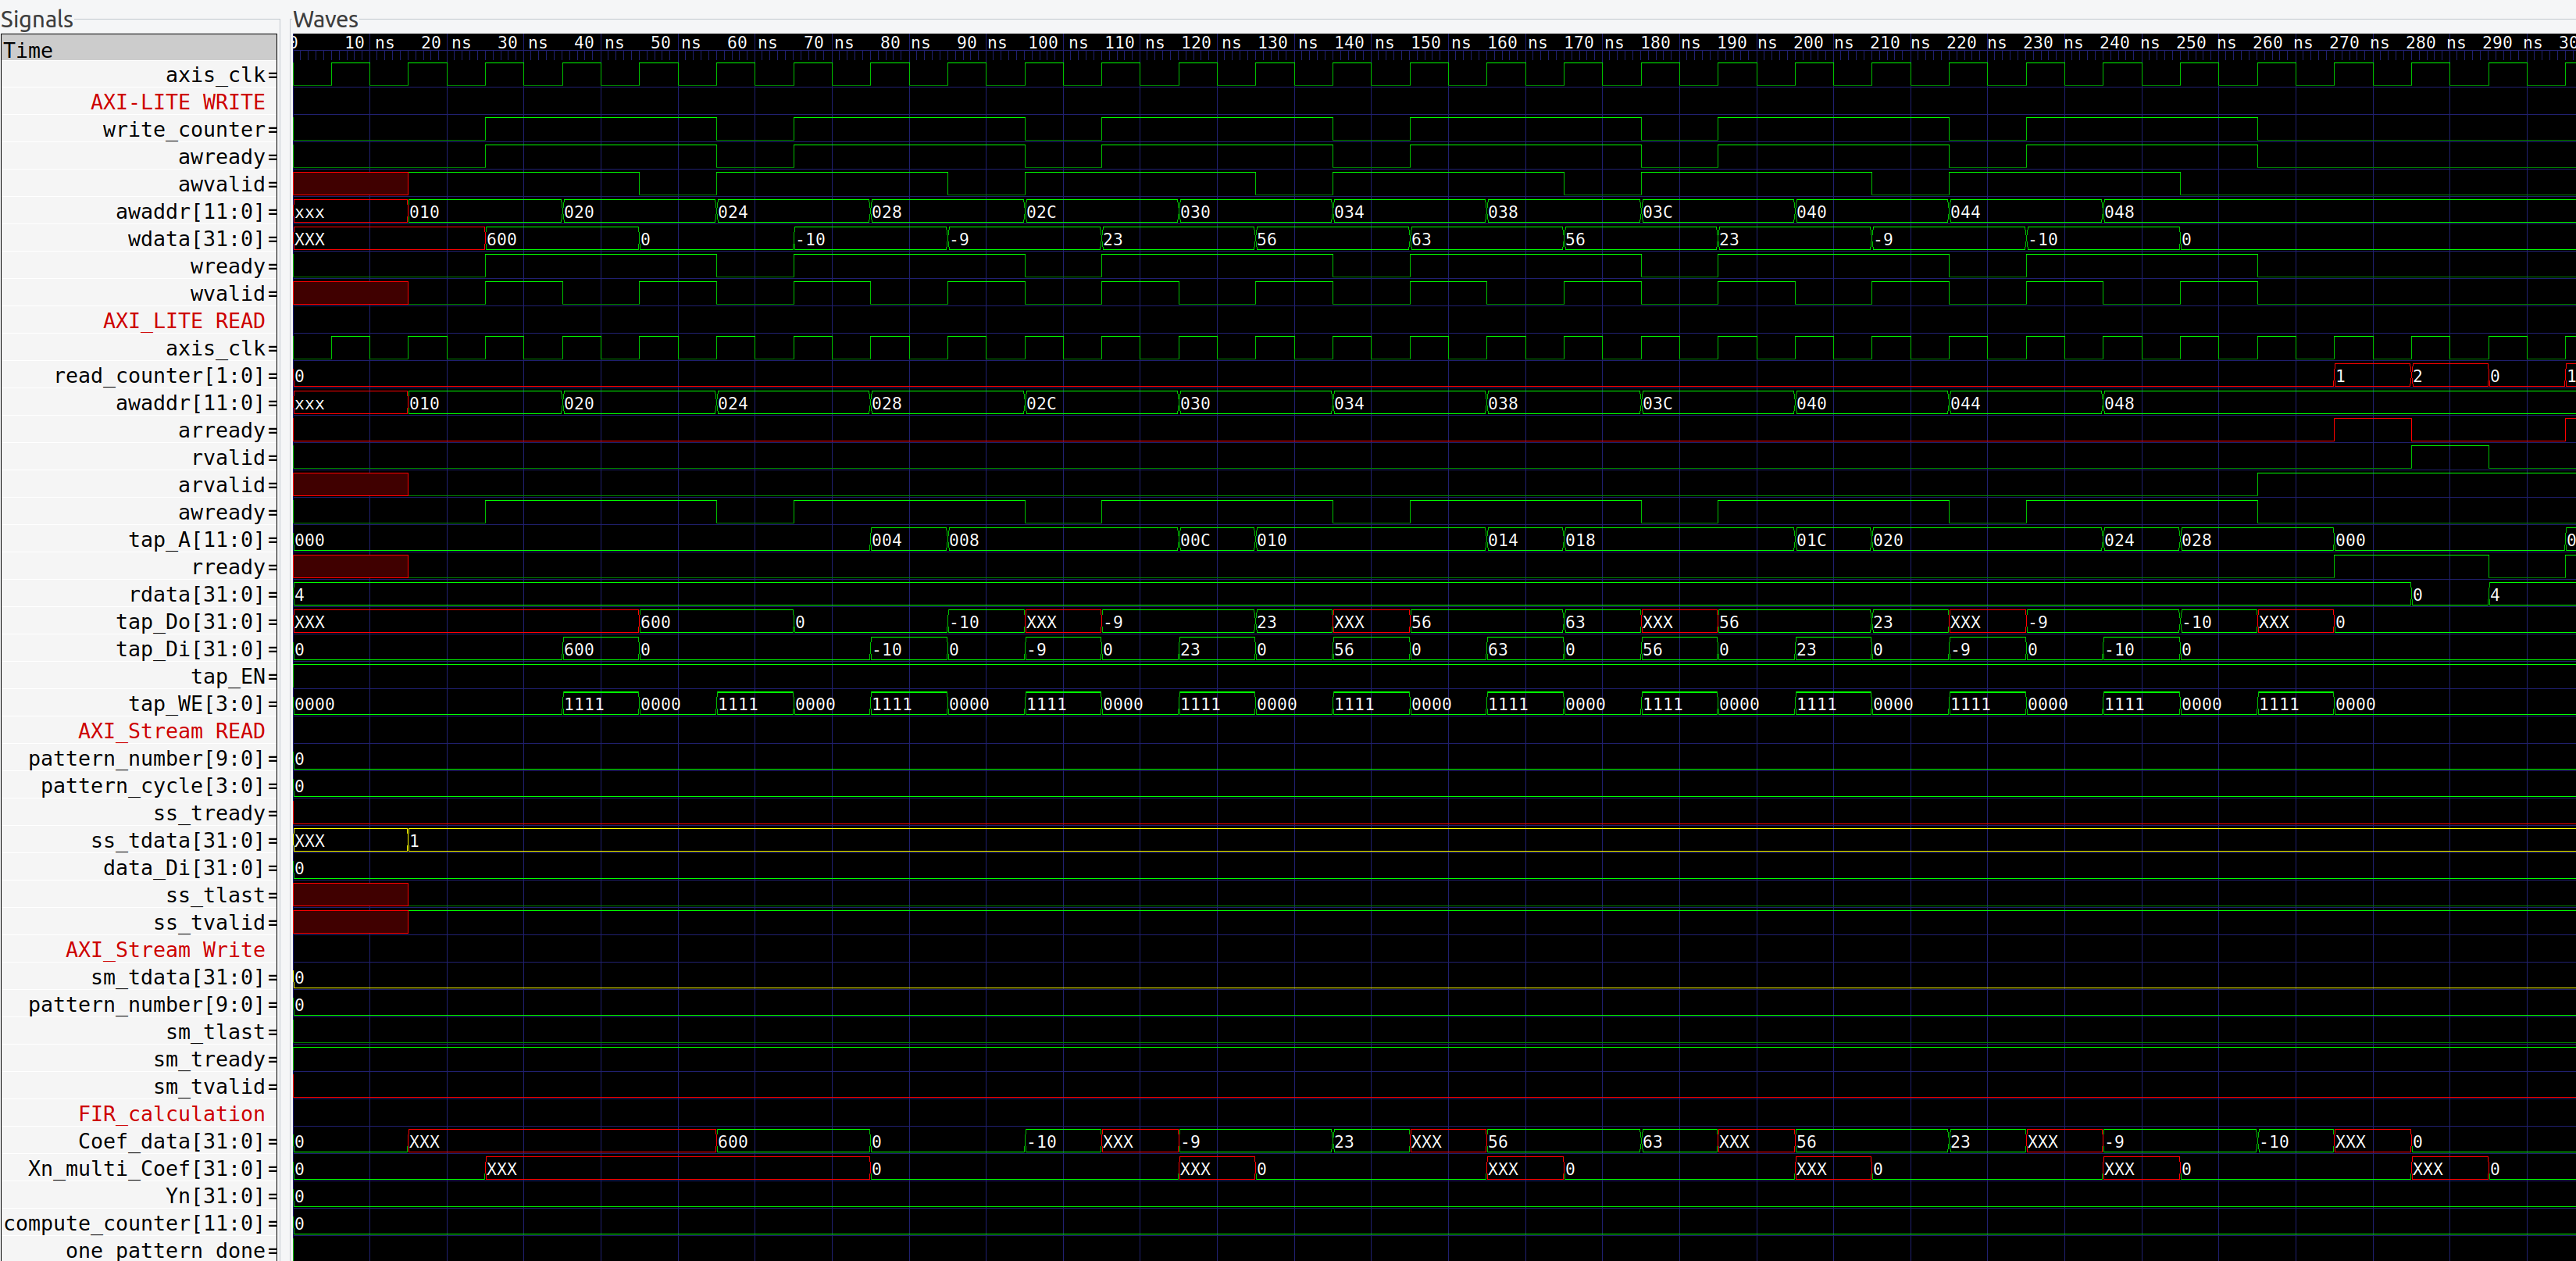 Signals Waves
Time 0 10 ns 20 ns 30 ns 40 ns 50 ns 60 ns 70 ns 80 ns 90 ns 100 ns 110 ns 120 ns 130 ns 140 ns 150 ns 160 ns 170 ns 180 ns 190 ns 200 ns 210 ns 220 ns 230 ns 240 ns 250 ns 260 ns 270 ns 280 ns 290 ns 30
axis_clk=
AXI-LITE WRITE
write_counter=
awready=
awvalid=
awaddr[11:0]= xxx 010 020 024 028 02C 030 034 038 03C 040 044 048
wdata[31:0]= XXX 600 0 -10 -9 23 56 63 56 23 -9 -10 0
wready=
wvalid=
AXI_LITE READ
axis_clk=
read_counter[1:0]= 0 1 2 0 1
awaddr[11:0]= xxx 010 020 024 028 02C 030 034 038 03C 040 044 048
arready=
rvalid=
arvalid=
awready=
tap_A[11:0]= 000 004 008 00C 010 014 018 01C 020 024 028 000 0
rready=
rdata[31:0]= 4 0 4
tap_Do[31:0]= XXX 600 0 -10 XXX -9 23 XXX 56 63 XXX 56 23 XXX -9 -10 XXX 0
tap_Di[31:0]= 0 600 0 -10 0 -9 0 23 0 56 0 63 0 56 0 23 0 -9 0 -10 0
tap_EN=
tap_WE[3:0]= 0000 1111 0000 1111 0000 1111 0000 1111 0000 1111 0000 1111 0000 1111 0000 1111 0000 1111 0000 1111 0000 1111 0000 1111 0000
AXI_Stream READ
pattern_number[9:0]= 0
pattern_cycle[3:0]= 0
ss_tready=
ss_tdata[31:0]= XXX 1
data_Di[31:0]= 0
ss_tlast=
ss_tvalid=
AXI_Stream Write
sm_tdata[31:0]= 0
pattern_number[9:0]= 0
sm_tlast=
sm_tready=
sm_tvalid=
FIR_calculation
Coef_data[31:0]= 0 XXX 600 0 -10 XXX -9 23 XXX 56 63 XXX 56 23 XXX -9 -10 XXX 0
Xn_multi_Coef[31:0]= 0 XXX 0 XXX 0 XXX 0 XXX 0 XXX 0 XXX 0
Yn[31:0]= 0
compute_counter[11:0]= 0
one_pattern_done=